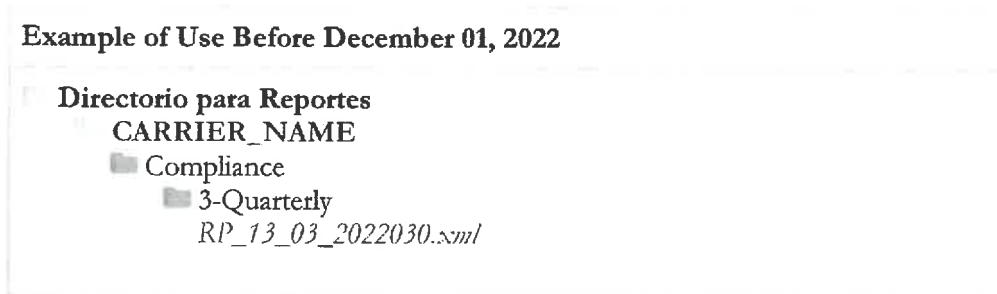 Example of Use Before December 01, 2022
Directorio para Reportes
CARRIER_NAME
Compliance
3-Quarterly
RP_13_03_2022030.xml